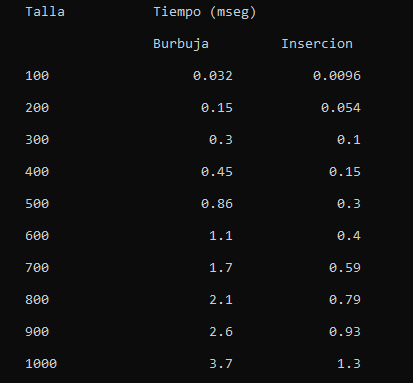 Talla Tiempo (mseg)
Burbuja Insercion
100 0.032 0.0096
200 0.15 0.054
300 0.3 0.1
400 0.45 0.15
500 0.86 0.3
600 1.1 0.4
700 1.7 0.59
800 2.1 0.79
900 2.6 0.93
1000 3.7 1.3